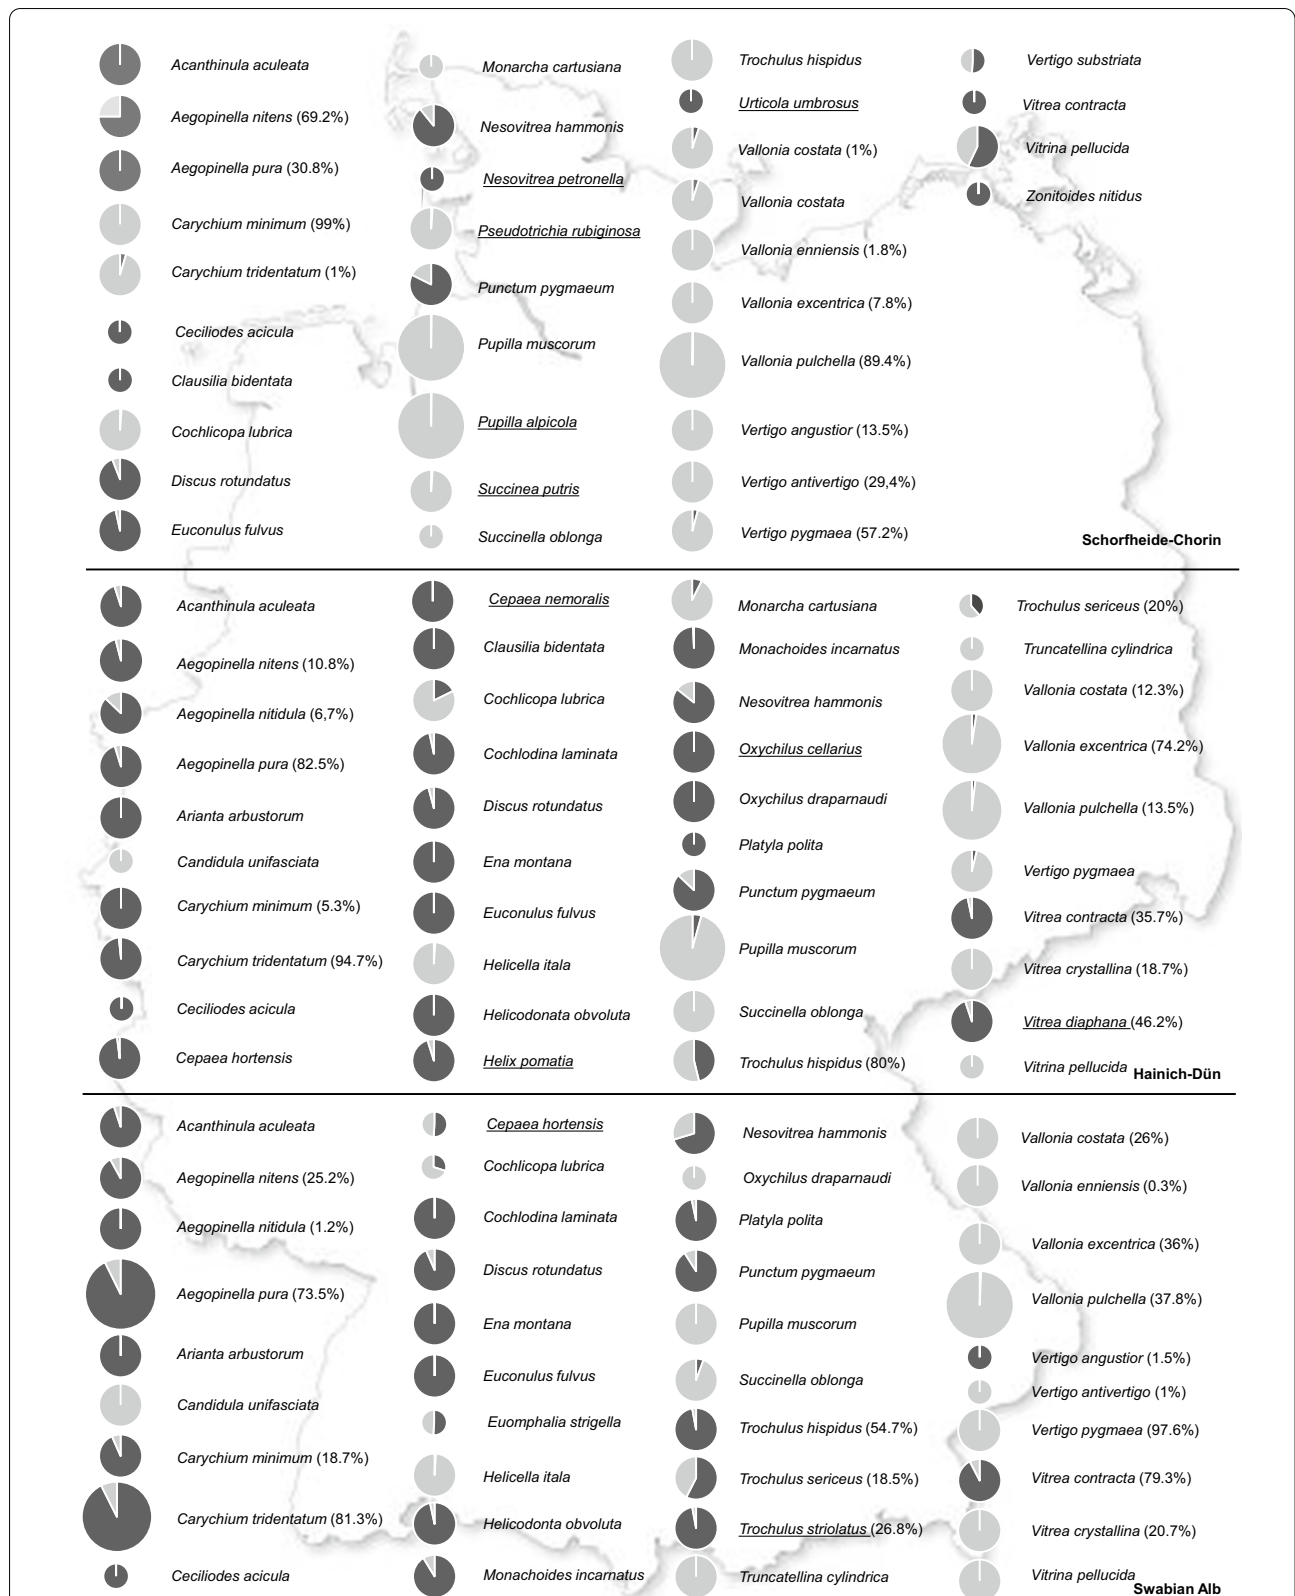 Acanthinula aculeata
Aegopinella nitens (69.2%)
Aegopinella pura (30.8%)
Carychium minimum (99%)
Carychium tridentatum (1%)
Ceciliodes acicula
Clausilia bidentata
Cochlicopa lubrica
Discus rotundatus
Euconulus fulvus
Monarcha cartusiana
Nesovitrea hammonis
Nesovitrea petronella
Pseudotrichia rubiginosa
Punctum pygmaeum
Pupilla muscorum
Pupilla alpicola
Succinea putris
Succinella oblonga
Trochulus hispidus
Urticola umbrosus
Vallonia costata (1%)
Vallonia costata
Vallonia enniensis (1.8%)
Vallonia excentrica (7.8%)
Vallonia pulchella (89.4%)
Vertigo angustior (13.5%)
Vertigo antivertigo (29,4%)
Vertigo pygmaea (57.2%)
Vertigo substriata
Vitrea contracta
Vitrina pellucida
Zonitoides nitidus
Schorfheide-Chorin
Acanthinula aculeata
Aegopinella nitens (10.8%)
Aegopinella nitidula (6,7%)
Aegopinella pura (82.5%)
Arianta arbustorum
Candidula unifasciata
Carychium minimum (5.3%)
Carychium tridentatum (94.7%)
Ceciliodes acicula
Cepaea hortensis
Cepaea nemoralis
Clausilia bidentata
Cochlicopa lubrica
Cochlodina laminata
Discus rotundatus
Ena montana
Euconulus fulvus
Helicella itala
Helicodonata obvoluta
Helix pomatia
Monarcha cartusiana
Monachoides incarnatus
Nesovitrea hammonis
Oxychilus cellarius
Oxychilus draparnaudi
Platyla polita
Punctum pygmaeum
Pupilla muscorum
Succinella oblonga
Trochulus hispidus (80%)
Trochulus sericeus (20%)
Truncatellina cylindrica
Vallonia costata (12.3%)
Vallonia excentrica (74.2%)
Vallonia pulchella (13.5%)
Vertigo pygmaea
Vitrea contracta (35.7%)
Vitrea crystallina (18.7%)
Vitrea diaphana (46.2%)
Vitrina pellucida
Hainich-Dün
Acanthinula aculeata
Aegopinella nitens (25.2%)
Aegopinella nitidula (1.2%)
Aegopinella pura (73.5%)
Arianta arbustorum
Candidula unifasciata
Carychium minimum (18.7%)
Carychium tridentatum (81.3%)
Ceciliodes acicula
Cepaea hortensis
Cochlicopa lubrica
Cochlodina laminata
Discus rotundatus
Ena montana
Euconulus fulvus
Euomphalia strigella
Helicella itala
Helicodonta obvoluta
Monachoides incarnatus
Nesovitrea hammonis
Oxychilus draparnaudi
Platyla polita
Punctum pygmaeum
Pupilla muscorum
Succinella oblonga
Trochulus hispidus (54.7%)
Trochulus sericeus (18.5%)
Trochulus striolatus (26.8%)
Truncatellina cylindrica
Vallonia costata (26%)
Vallonia enniensis (0.3%)
Vallonia excentrica (36%)
Vallonia pulchella (37.8%)
Vertigo angustior (1.5%)
Vertigo antivertigo (1%)
Vertigo pygmaea (97.6%)
Vitrea contracta (79.3%)
Vitrea crystallina (20.7%)
Vitrina pellucida
Swabian Alb